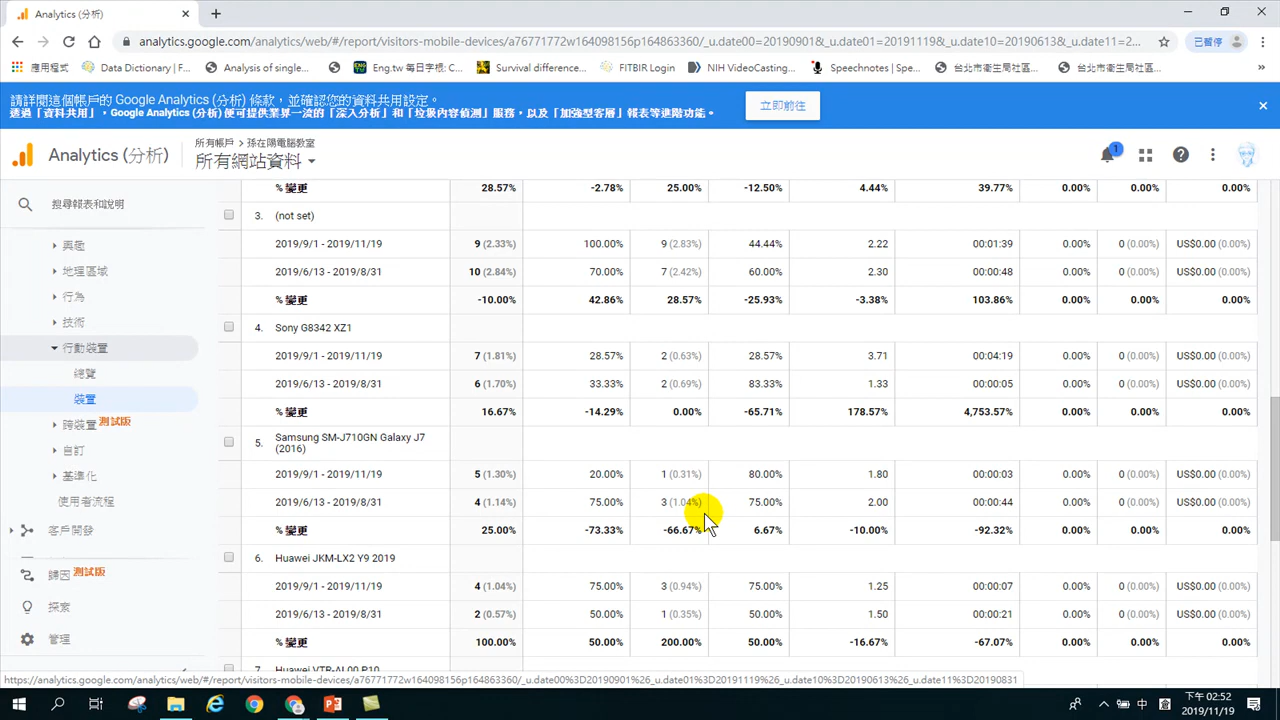 Analytics (分析)
analytics.google.com/analytics/web/#/report/visitors-mobile-devices/a76771772w164098156p164863360/_u.date00=20190901&_u.date01=20191119&_u.date10=20190613&_u.date11=2...
已暫停
應用程式
Data Dictionary | F...
Analysis of single...
Eng.tw 每日字根: C...
Survival difference...
FITBIR Login
NIH VideoCasting...
Speechnotes | Spe...
台北市衛生局社區...
台北市衛生局社區...
»
請詳閱這個帳戶的 Google Analytics (分析) 條款，並確認您的資料共用設定。
透過「資料共用」，Google Analytics (分析) 便可提供業界一流的「深入分析」和「垃圾內容偵測」服務，以及「加強型客層」報表等進階功能。
立即前往
Analytics (分析)
所有帳戶 > 孫在陽電腦教室
所有網站資料
1
搜尋報表和說明
興趣
地理區域
行為
技術
行動裝置
總覽
裝置
跨裝置 測試版
自訂
基準化
使用者流程
客戶開發
歸因 測試版
探索
管理
% 變更 28.57% -2.78% 25.00% -12.50% 4.44% 39.77% 0.00% 0.00% 0.00%
3. (not set)
2019/9/1 - 2019/11/19 9 (2.33%) 100.00% 9 (2.83%) 44.44% 2.22 00:01:39 0.00% 0 (0.00%) US$0.00 (0.00%)
2019/6/13 - 2019/8/31 10 (2.84%) 70.00% 7 (2.42%) 60.00% 2.30 00:00:48 0.00% 0 (0.00%) US$0.00 (0.00%)
% 變更 -10.00% 42.86% 28.57% -25.93% -3.38% 103.86% 0.00% 0.00% 0.00%
4. Sony G8342 XZ1
2019/9/1 - 2019/11/19 7 (1.81%) 28.57% 2 (0.63%) 28.57% 3.71 00:04:19 0.00% 0 (0.00%) US$0.00 (0.00%)
2019/6/13 - 2019/8/31 6 (1.70%) 33.33% 2 (0.69%) 83.33% 1.33 00:00:05 0.00% 0 (0.00%) US$0.00 (0.00%)
% 變更 16.67% -14.29% 0.00% -65.71% 178.57% 4,753.57% 0.00% 0.00% 0.00%
5. Samsung SM-J710GN Galaxy J7
(2016)
2019/9/1 - 2019/11/19 5 (1.30%) 20.00% 1 (0.31%) 80.00% 1.80 00:00:03 0.00% 0 (0.00%) US$0.00 (0.00%)
2019/6/13 - 2019/8/31 4 (1.14%) 75.00% 3 (1.04%) 75.00% 2.00 00:00:44 0.00% 0 (0.00%) US$0.00 (0.00%)
% 變更 25.00% -73.33% -66.67% 6.67% -10.00% -92.32% 0.00% 0.00% 0.00%
6. Huawei JKM-LX2 Y9 2019
2019/9/1 - 2019/11/19 4 (1.04%) 75.00% 3 (0.94%) 75.00% 1.25 00:00:07 0.00% 0 (0.00%) US$0.00 (0.00%)
2019/6/13 - 2019/8/31 2 (0.57%) 50.00% 1 (0.35%) 50.00% 1.50 00:00:21 0.00% 0 (0.00%) US$0.00 (0.00%)
% 變更 100.00% 50.00% 200.00% 50.00% -16.67% -67.07% 0.00% 0.00% 0.00%
7. Huawei VTR-AL00 P10
https://analytics.google.com/analytics/web/#/report/visitors-mobile-devices/a76771772w164098156p164863360/_u.date00%3D20190901%26_u.date01%3D20191119%26_u.date10%3D20190613%26_u.date11%3D20190831
中
下午 02:52
2019/11/19